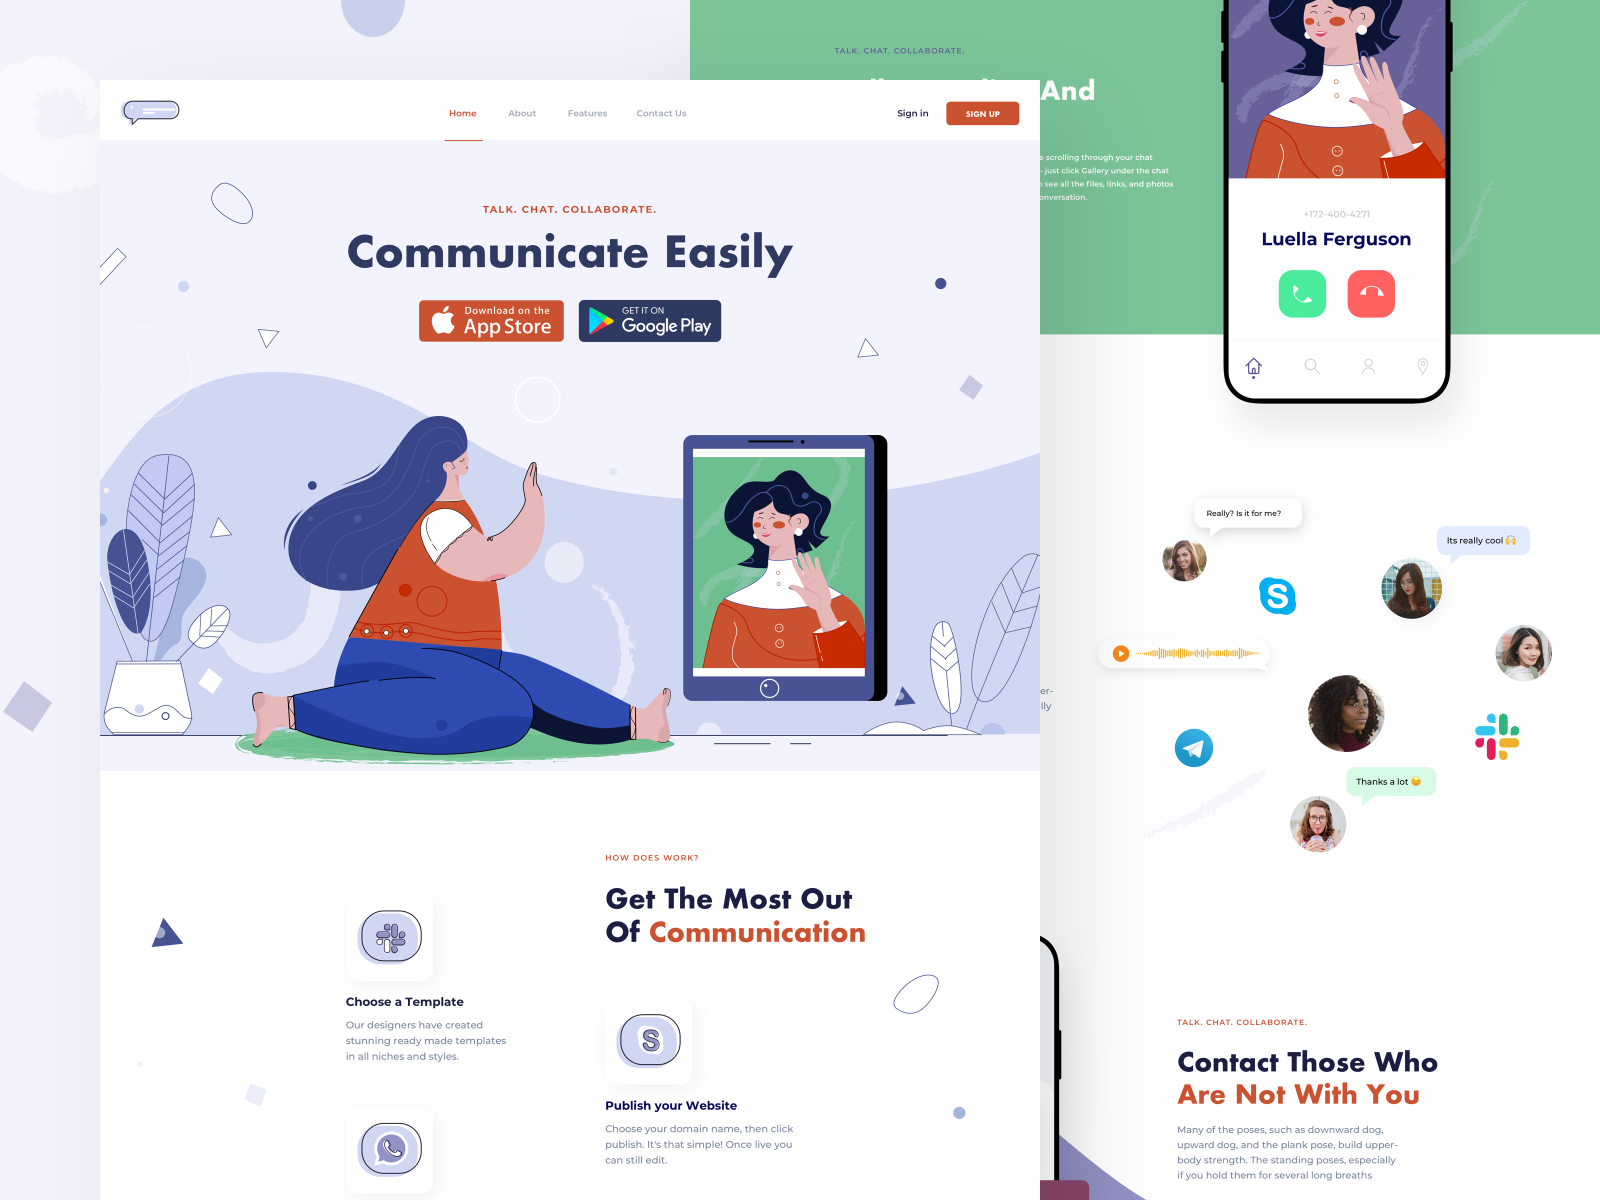 TALK. CHAT. COLLABORATE.
And
e scrolling through your chat
- just click Gallery under the chat
o see all the files, links, and photos
onversation.
Home
About
Features
Contact Us
Sign in
SIGN UP
TALK. CHAT. COLLABORATE.
Communicate Easily
Download on the
App Store
GET IT ON
Google Play
+172-400-4271
Luella Ferguson
Really? Is it for me?
Its really cool 🙌
er-
lly
Thanks a lot 😉
HOW DOES WORK?
Get The Most Out
Of Communication
Choose a Template
Our designers have created
stunning ready made templates
in all niches and styles.
S
Publish your Website
Choose your domain name, then click
publish. It's that simple! Once live you
can still edit.
TALK. CHAT. COLLABORATE.
Contact Those Who
Are Not With You
Many of the poses, such as downward dog,
upward dog, and the plank pose, build upper-
body strength. The standing poses, especially
if you hold them for several long breaths